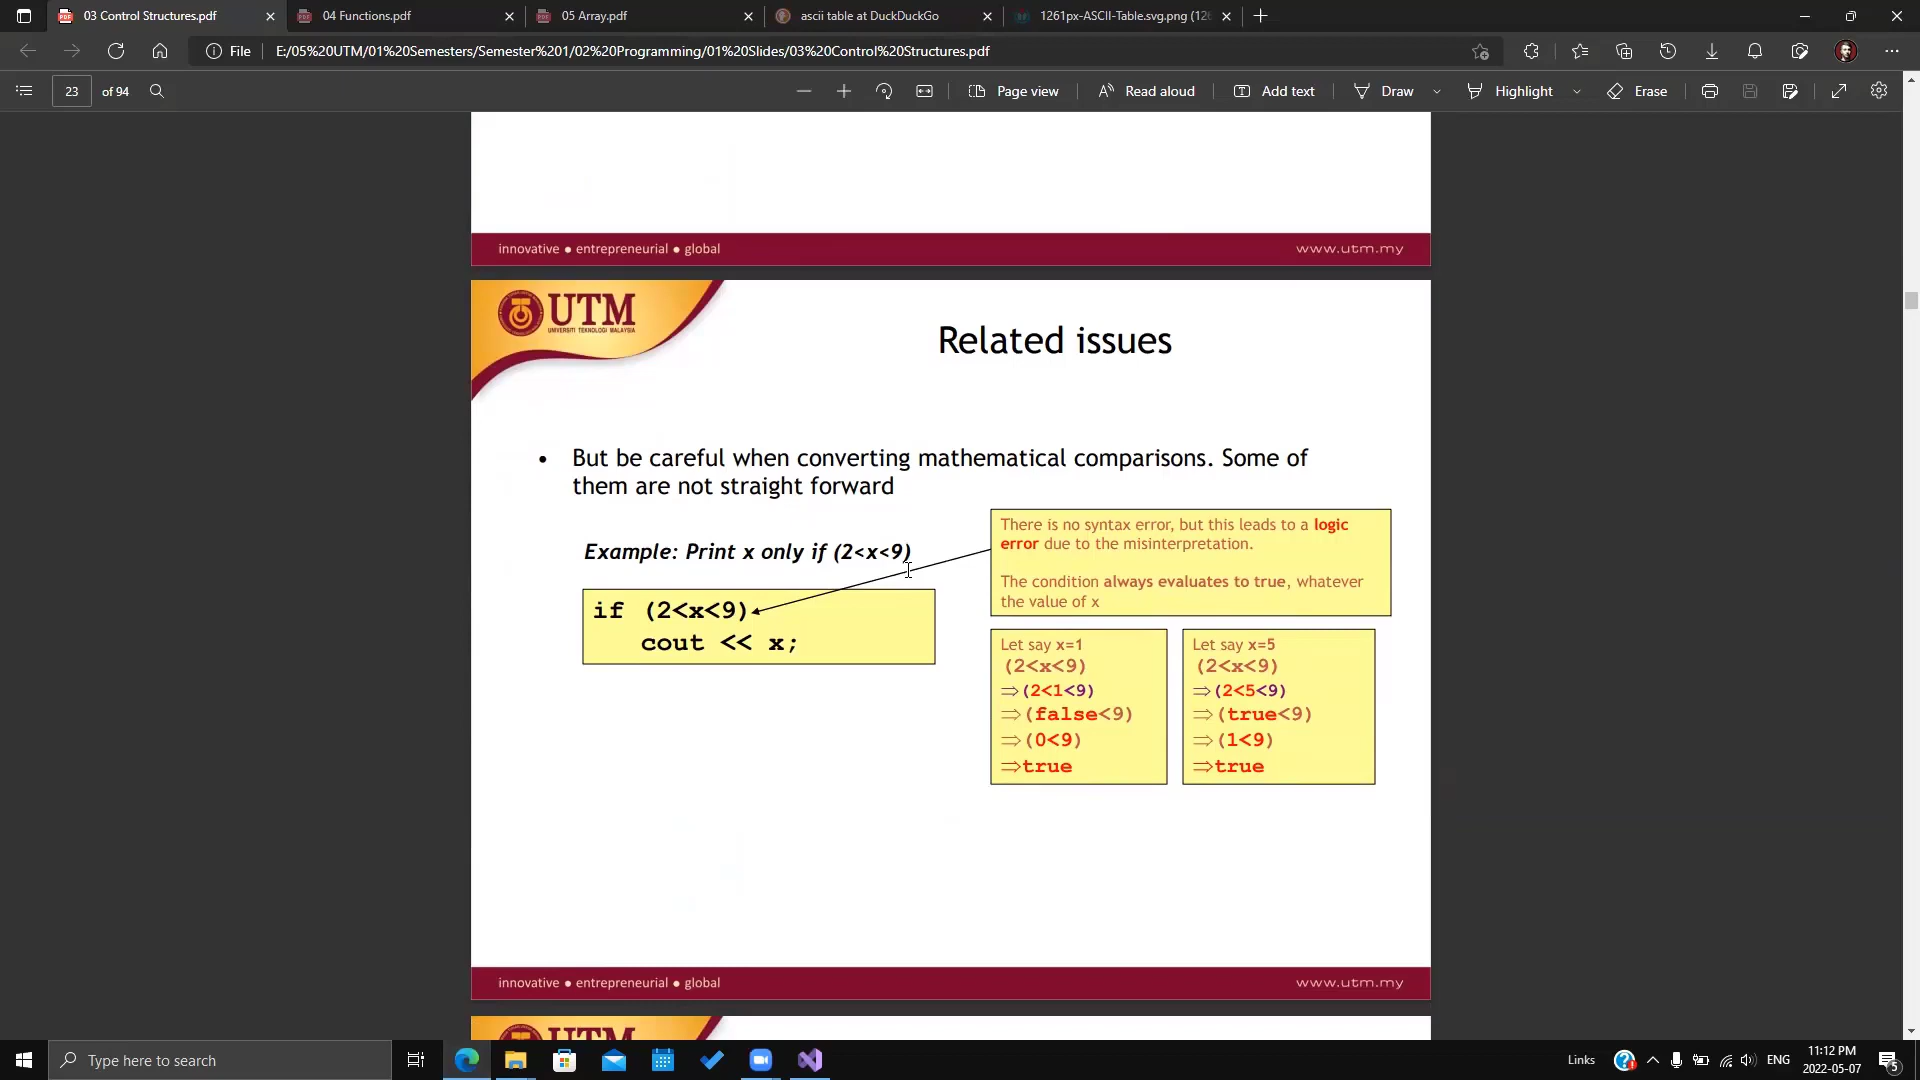 03 Control Structures.pdf
04 Functions.pdf
05 Array.pdf
ascii table at DuckDuckGo
1261px-ASCII-Table.svg.png (126
File
E:/05%20UTM/01%20Semesters/Semester%201/02%20Programming/01%20Slides/03%20Control%20Structures.pdf
23
of 94
Page view
Read aloud
Add text
Draw
Highlight
Erase
innovative ● entrepreneurial ● global
www.utm.my
UTM
UNIVERSITI TEKNOLOGI MALAYSIA
Related issues
• But be careful when converting mathematical comparisons. Some of
them are not straight forward
Example: Print x only if (2<x<9)
if (2<x<9)
cout << x;
There is no syntax error, but this leads to a logic
error due to the misinterpretation.
The condition always evaluates to true, whatever
the value of x
Let say x=1
(2<x<9)
⇒(2<1<9)
⇒(false<9)
⇒(0<9)
⇒true
Let say x=5
(2<x<9)
⇒(2<5<9)
⇒(true<9)
⇒(1<9)
⇒true
innovative ● entrepreneurial ● global
www.utm.my
UTM
Type here to search
Links
ENG
11:12 PM
2022-05-07
5